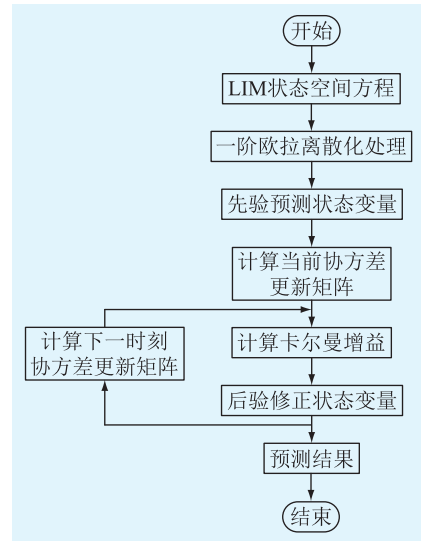 开始
LIM状态空间方程
一阶欧拉离散化处理
先验预测状态变量
计算当前协方差
更新矩阵
计算下一时刻
协方差更新矩阵
计算卡尔曼增益
后验修正状态变量
预测结果
结束